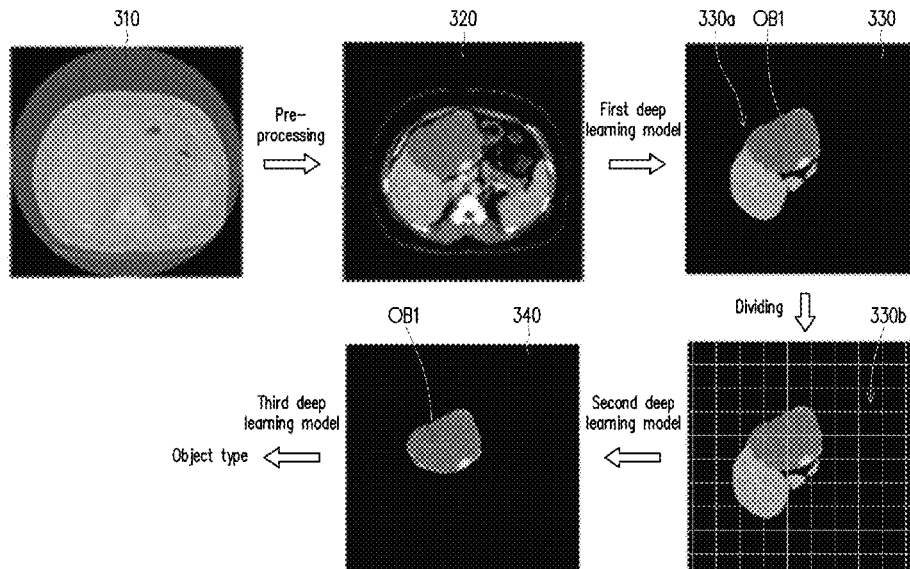 310
320
330a OB1 330
Pre-
processing
First deep
learning model
Dividing
330b
OB1 340
Third deep
learning model
Second deep
learning model
Object type